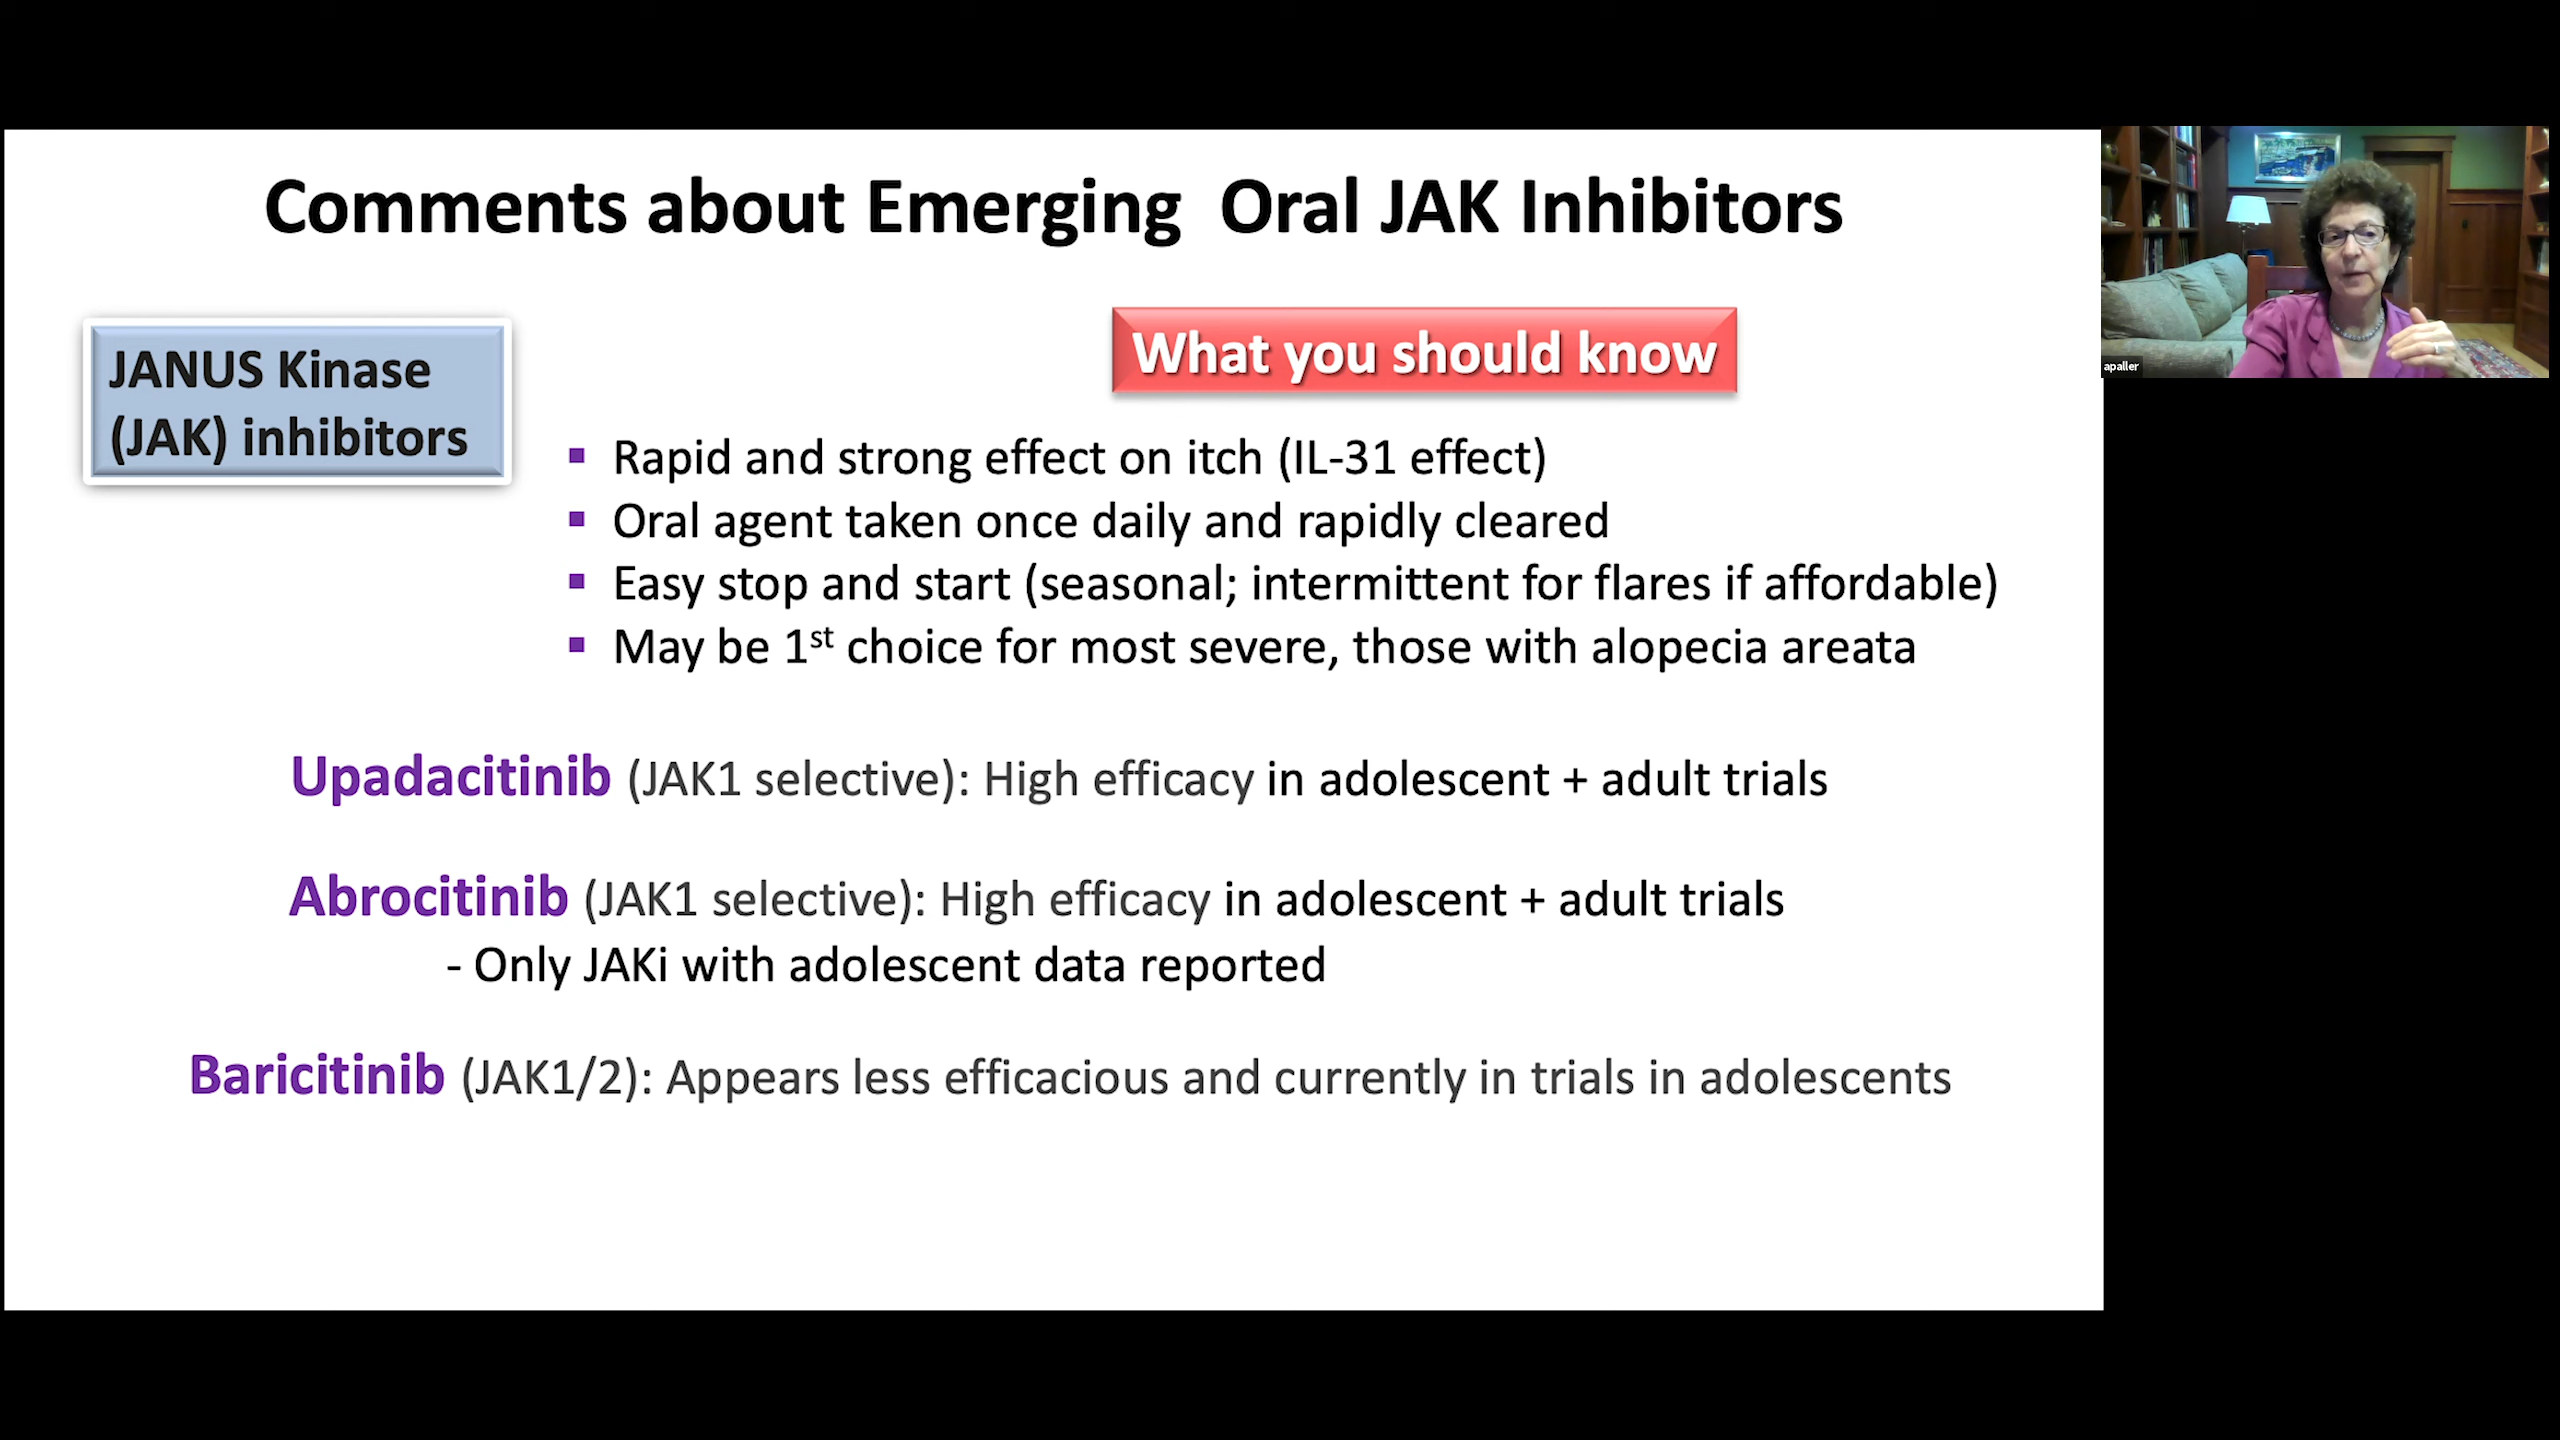 Comments about Emerging Oral JAK Inhibitors
JANUS Kinase
(JAK) inhibitors
What you should know
▪ Rapid and strong effect on itch (IL-31 effect)
▪ Oral agent taken once daily and rapidly cleared
▪ Easy stop and start (seasonal; intermittent for flares if affordable)
▪ May be 1st choice for most severe, those with alopecia areata
Upadacitinib (JAK1 selective): High efficacy in adolescent + adult trials
Abrocitinib (JAK1 selective): High efficacy in adolescent + adult trials
- Only JAKi with adolescent data reported
Baricitinib (JAK1/2): Appears less efficacious and currently in trials in adolescents
apaller